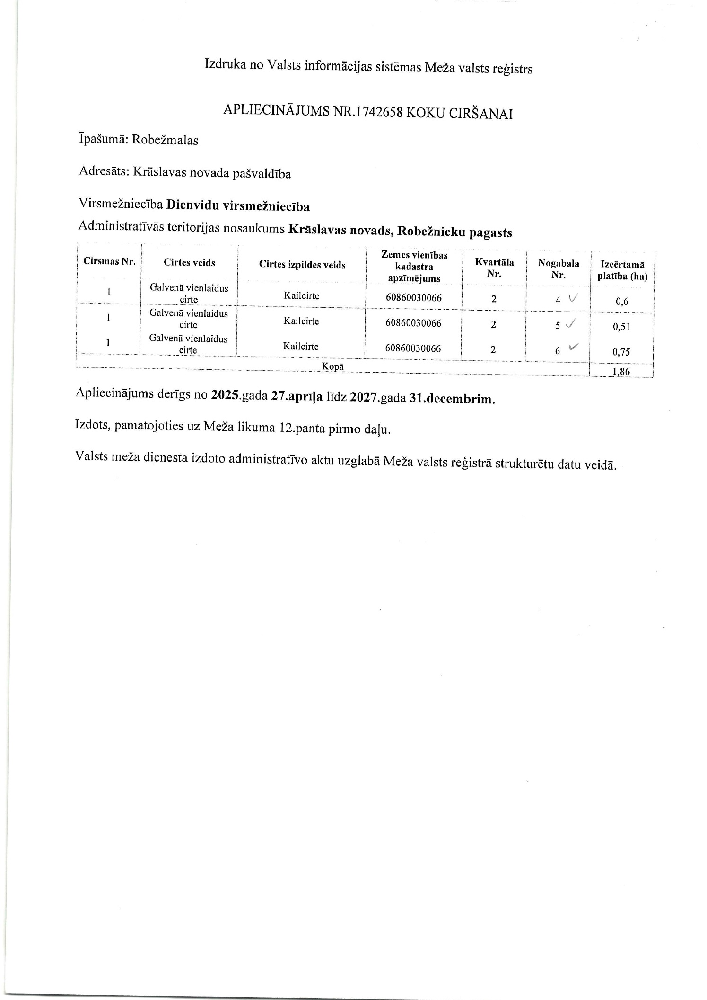 Izdruka no Valsts informācijas sistēmas Meža valsts reģistrs
APLIECINĀJUMS NR.1742658 KOKU CIRŠANAI
Īpašumā: Robežmalas
Adresāts: Krāslavas novada pašvaldība
Virsmežniecība Dienvidu virsmežniecība
Administratīvās teritorijas nosaukums Krāslavas novads, Robežnieku pagasts
Cirsmas Nr. Cirtes veids Cirtes izpildes veids Zemes vienības kadastra apzīmējums Kvartāla Nr. Nogabala Nr. Izcērtamā platība (ha)
1 Galvenā vienlaidus cirte Kailcirte 60860030066 2 4 ✓ 0,6
1 Galvenā vienlaidus cirte Kailcirte 60860030066 2 5 ✓ 0,51
1 Galvenā vienlaidus cirte Kailcirte 60860030066 2 6 ✓ 0,75
Kopā 1,86
Apliecinājums derīgs no 2025.gada 27.aprīļa līdz 2027.gada 31.decembrim.
Izdots, pamatojoties uz Meža likuma 12.panta pirmo daļu.
Valsts meža dienesta izdoto administratīvo aktu uzglabā Meža valsts reģistrā strukturētu datu veidā.